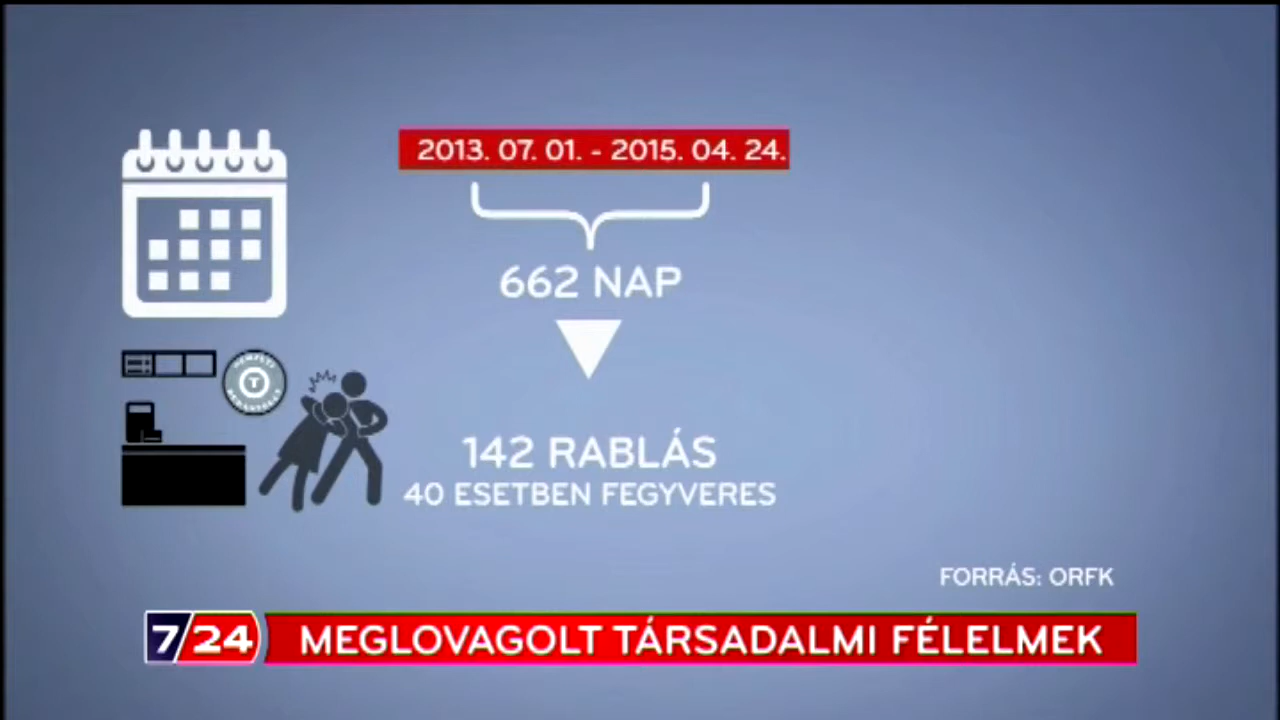 2013. 07. 01. - 2015. 04. 24.
662 NAP
NEMZETI
T
142 RABLÁS
40 ESETBEN FEGYVERES
FORRÁS: ORFK
7/24 MEGLOVAGOLT TÁRSADALMI FÉLELMEK